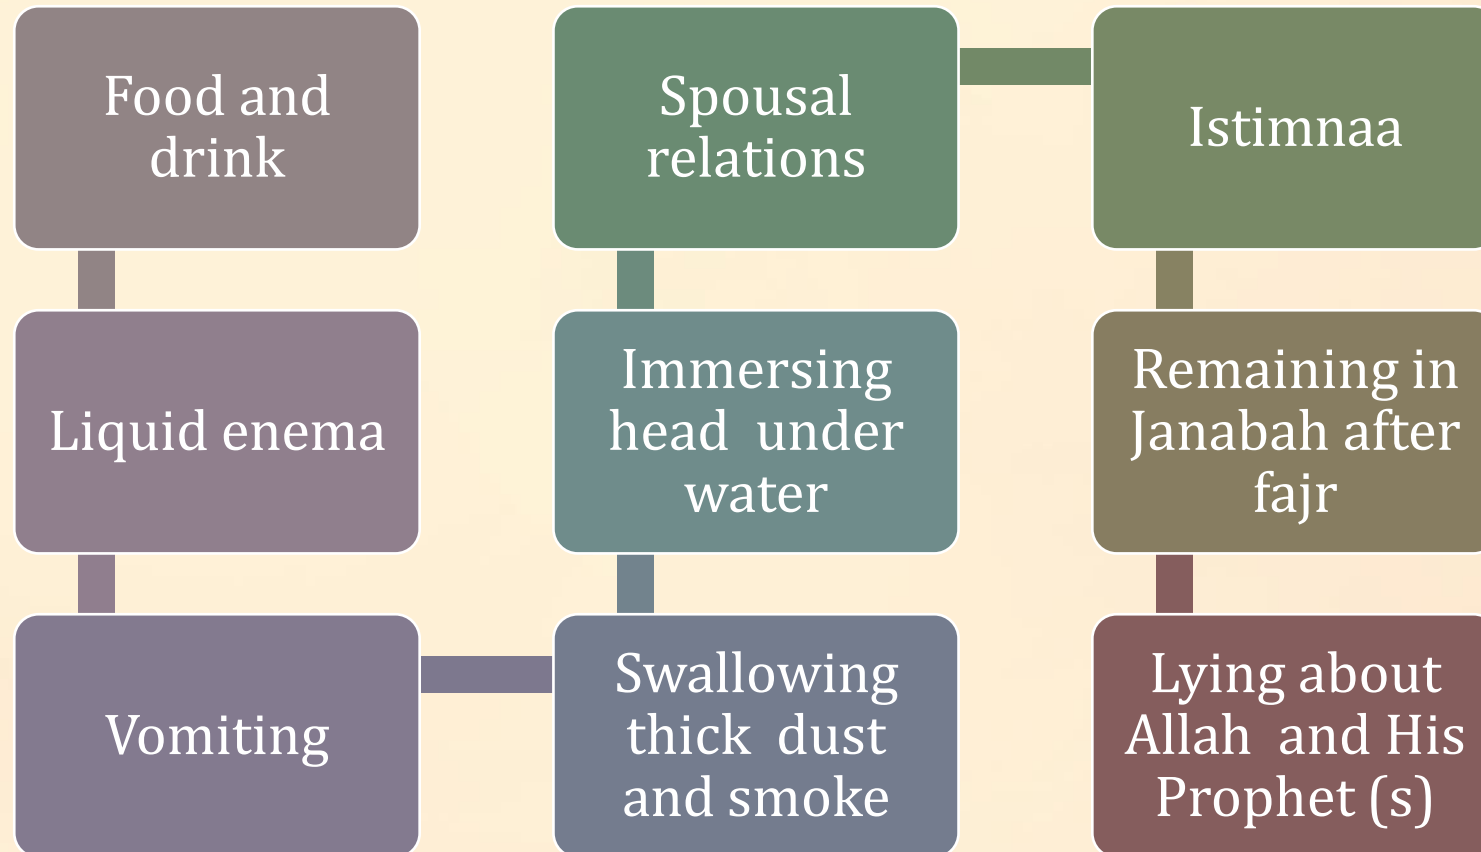 Food and
drink
Liquid enema
Vomiting
Swallowing
thick  dust
and smoke
Immersing
head  under
water
Spousal
relations
Istimnaa
Remaining in
Janabah after
fajr
Lying about
Allah  and His
Prophet (s)